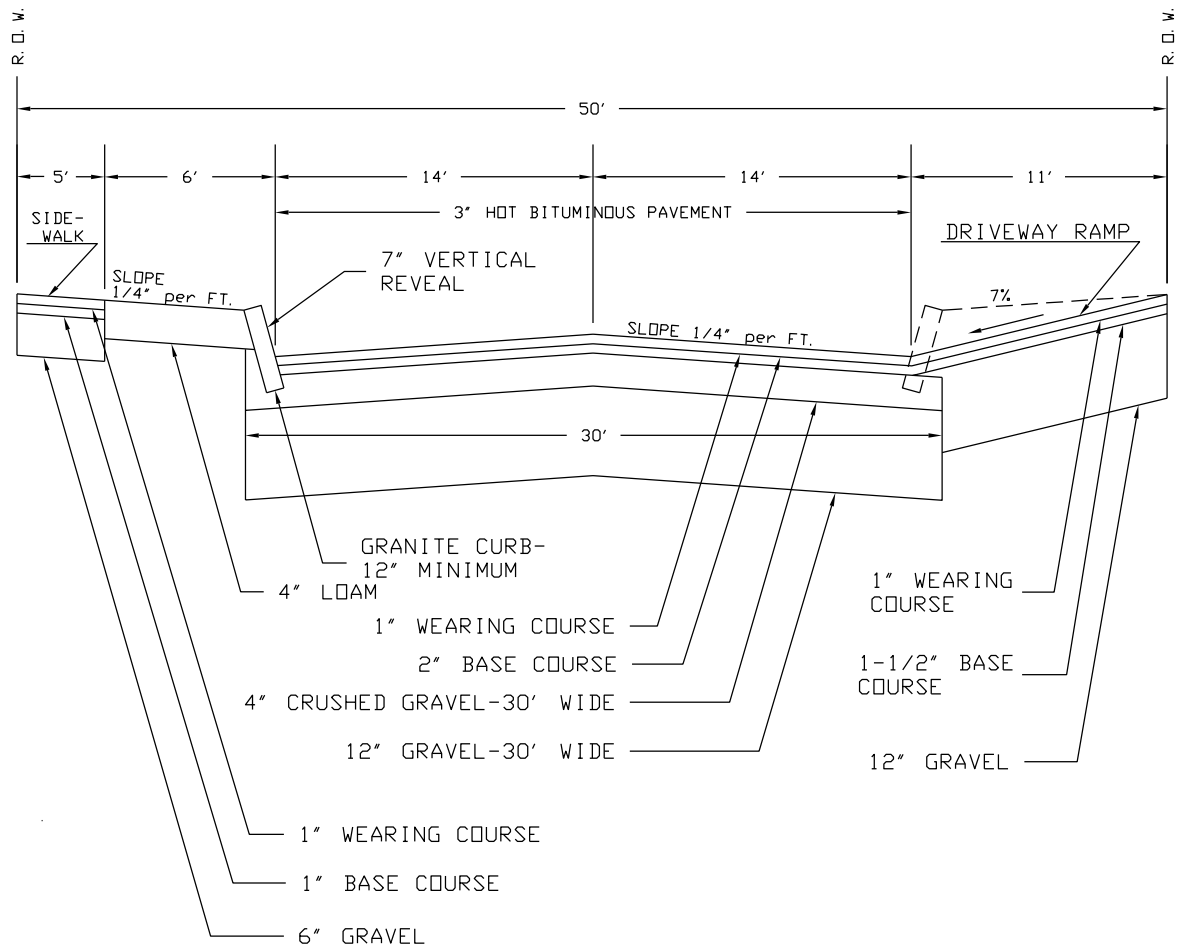 R.O.W.
R.O.W.
50'
5'
6'
14'
14'
11'
3" HOT BITUMINOUS PAVEMENT
SIDE-
WALK
DRIVEWAY RAMP
7" VERTICAL
REVEAL
SLOPE
1/4" per FT.
7%
SLOPE 1/4" per FT.
30'
GRANITE CURB-
12" MINIMUM
4" LOAM
1" WEARING
COURSE
1" WEARING COURSE
2" BASE COURSE
1-1/2" BASE
COURSE
4" CRUSHED GRAVEL-30' WIDE
12" GRAVEL-30' WIDE
12" GRAVEL
1" WEARING COURSE
1" BASE COURSE
6" GRAVEL